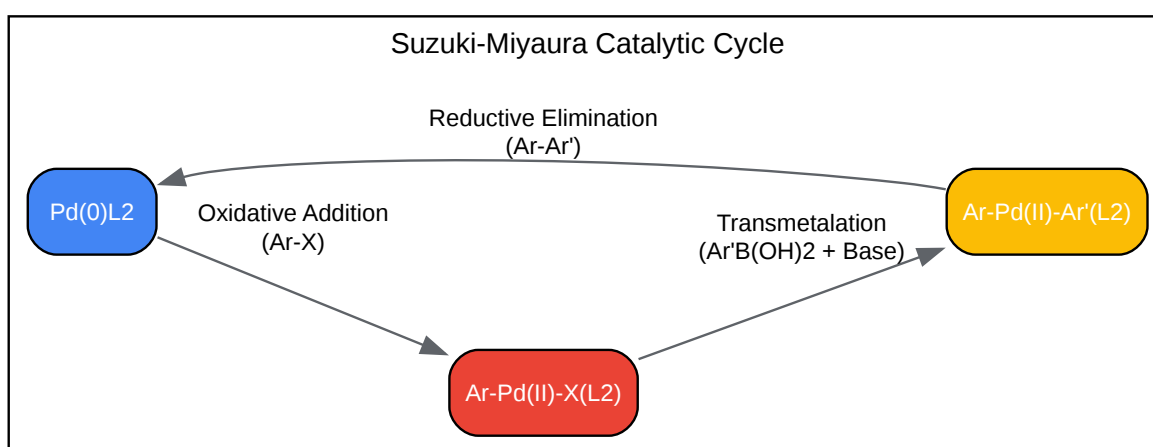 Suzuki-Miyaura Catalytic Cycle
Reductive Elimination
(Ar-Ar')
Pd(0)L2
Oxidative Addition
(Ar-X)
Transmetalation
(Ar'B(OH)2 + Base)
Ar-Pd(II)-Ar'(L2)
Ar-Pd(II)-X(L2)